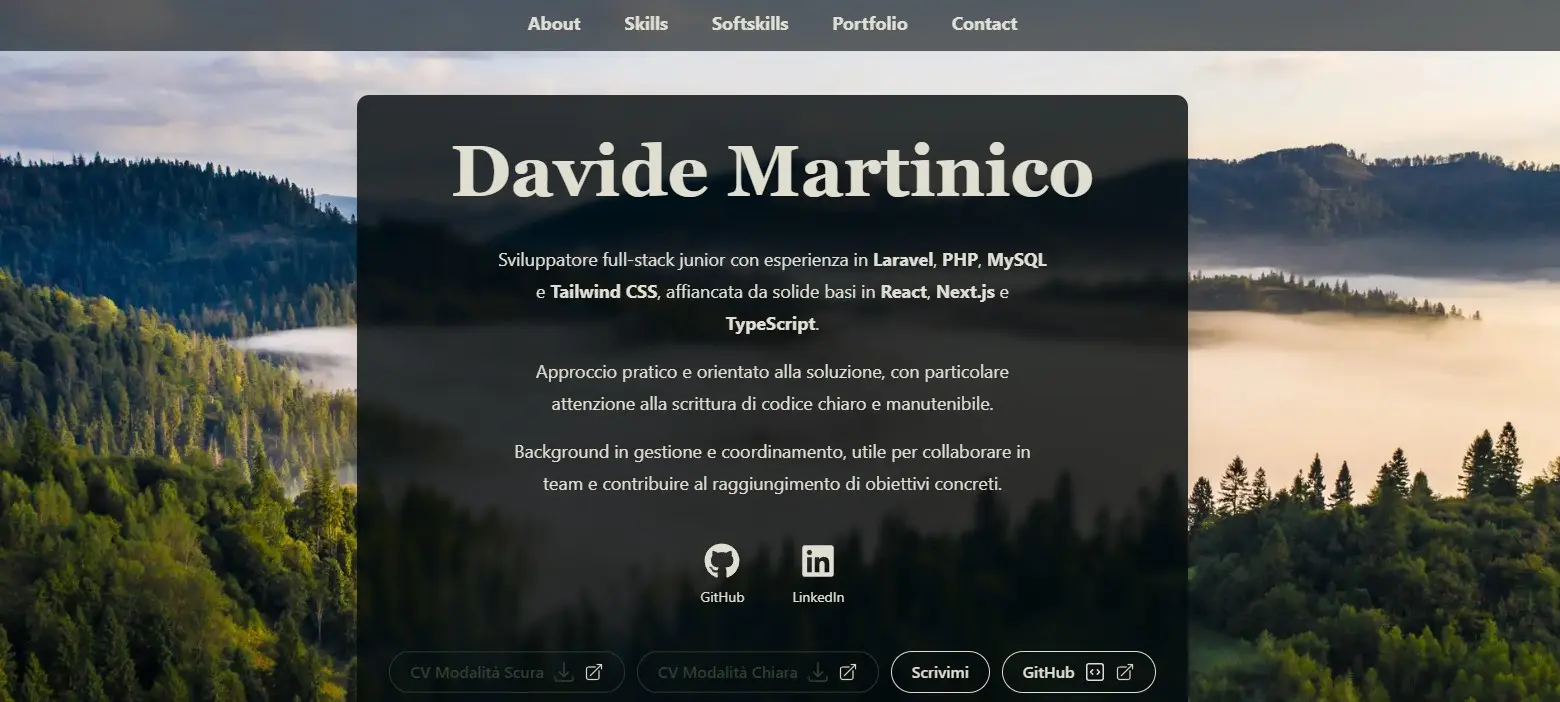 About Skills Softskills Portfolio Contact
Davide Martinico
Sviluppatore full-stack junior con esperienza in Laravel, PHP, MySQL
e Tailwind CSS, affiancata da solide basi in React, Next.js e
TypeScript.
Approccio pratico e orientato alla soluzione, con particolare
attenzione alla scrittura di codice chiaro e manutenibile.
Background in gestione e coordinamento, utile per collaborare in
team e contribuire al raggiungimento di obiettivi concreti.
GitHub LinkedIn
CV Modalità Scura CV Modalità Chiara Scrivimi GitHub